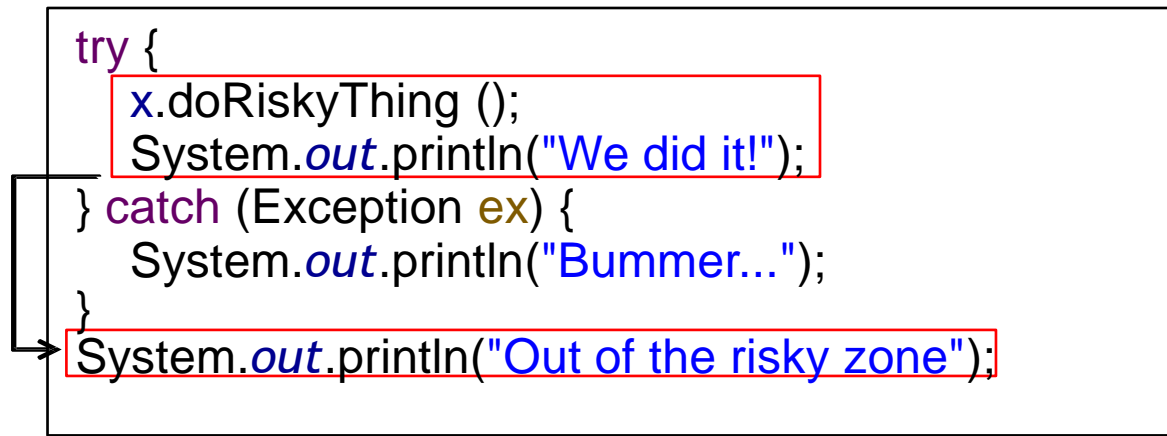 try {
x.doRiskyThing ();
System.out.println("We did it!");
} catch (Exception ex) {
System.out.println("Bummer...");
}
System.out.println("Out of the risky zone");